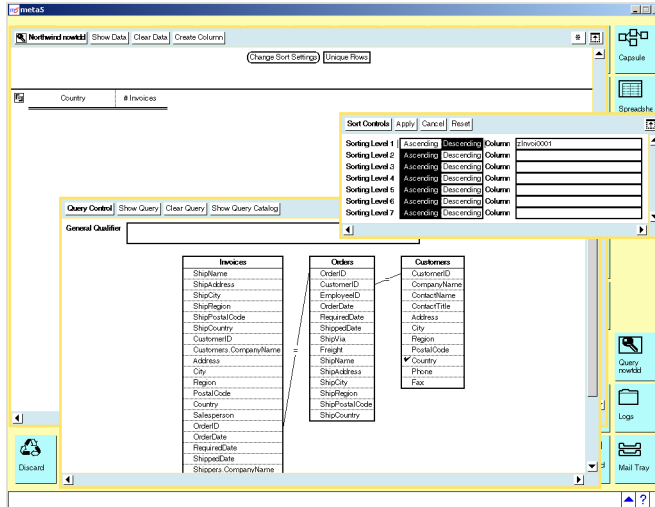 meta5
Northwind nowtdd Show Data Clear Data Create Column
Change Sort Settings Unique Rows
Country # Invoices
Capsule
Spreadshe
Sort Controls Apply Cancel Reset
Sorting Level 1 Ascending Descending Column zInvoi0001
Sorting Level 2 Ascending Descending Column
Sorting Level 3 Ascending Descending Column
Sorting Level 4 Ascending Descending Column
Sorting Level 5 Ascending Descending Column
Sorting Level 6 Ascending Descending Column
Sorting Level 7 Ascending Descending Column
Query Control Show Query Clear Query Show Query Catalog
General Qualifier
Invoices
ShipName
ShipAddress
ShipCity
ShipRegion
ShipPostalCode
ShipCountry
CustomerID
Customers.CompanyName
Address
City
Region
PostalCode
Country
Salesperson
OrderID
OrderDate
RequiredDate
ShippedDate
Shippers.CompanyName
=
Orders
OrderID
CustomerID
EmployeeID
OrderDate
RequiredDate
ShippedDate
ShipVia
Freight
ShipName
ShipAddress
ShipCity
ShipRegion
ShipPostalCode
ShipCountry
=
Customers
CustomerID
CompanyName
ContactName
ContactTitle
Address
City
Region
PostalCode
Country
Phone
Fax
Query
nowtdd
Logs
Discard
Mail Tray
?